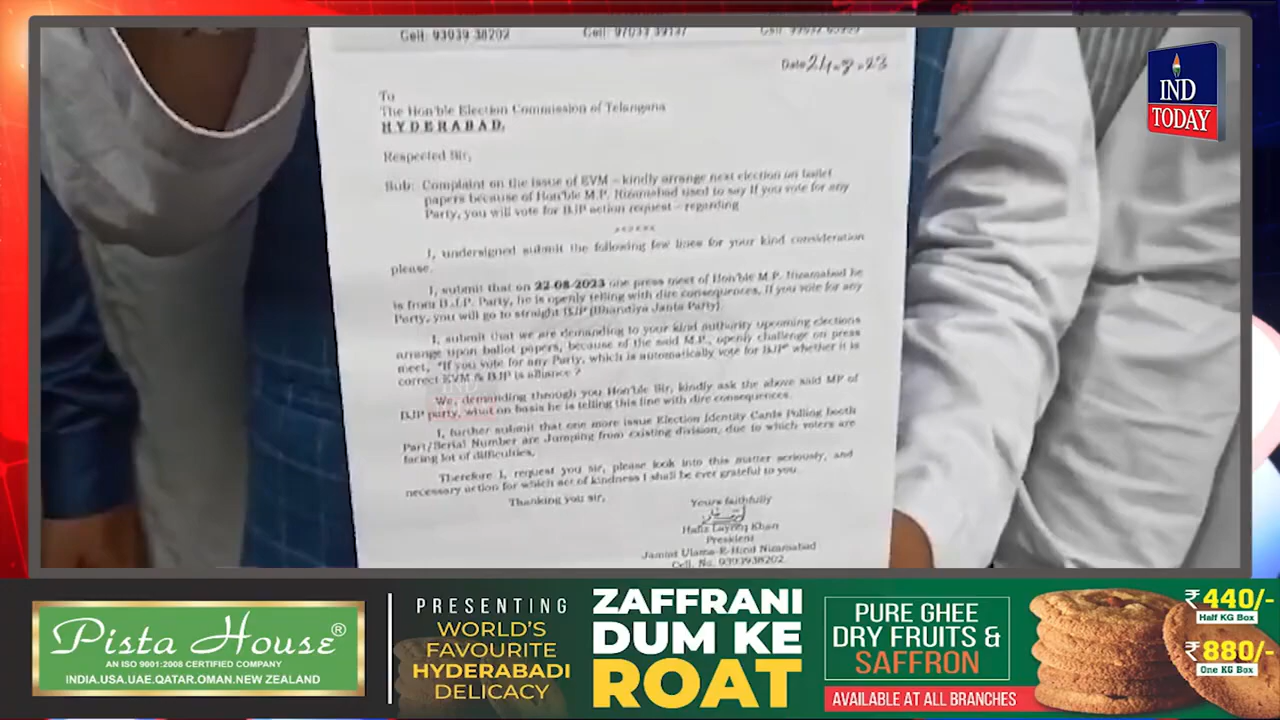 Cell: 93939 38202
Date 24.8.23
IND
TODAY
To
The Hon'ble Election Commission of Telangana
HYDERABAD.
Respected Sir,
Sub: Complaint on the issue of EVM – kindly arrange next election on ballet
papers because of Hon'ble M.P. Nizamabad used to say If you vote for any
Party, you will vote for BJP action request – regarding
******
I, undersigned submit the following few lines for your kind consideration
please.
I, submit that on 22-08-2023 one press meet of Hon'ble M.P. Nizamabad he
is from B.J.P. Party, he is openly telling with dire consequences. If you vote for any
Party, you will go to straight BJP (Bhandiya Janta Party).
I, submit that we are demanding to your kind authority upcoming elections
arrange upon ballot papers, because of the said M.P., openly challenge on press
meet, "If you vote for any Party, which is automatically vote for BJP" whether it is
correct EVM & BJP is alliance ?
We, demanding through you Hon'ble Sir, kindly ask the above said MP of
BJP party, what on basis he is telling this line with dire consequences.
I, further submit that one more issue Election Identity Cards Polling booth
Part/Serial Number are Jumping from existing division, due to which voters are
facing lot of difficulties.
Therefore I, request you sir, please look into this matter seriously, and
necessary action for which act of kindness I shall be ever grateful to you.
Thanking you sir,
Yours faithfully
Hafiz Layeeq Khan
President
Jamiat Ulama-E-Hind Nizamabad
Cell. No. 9393938202
Pista House®
AN ISO 9001:2008 CERTIFIED COMPANY
INDIA.USA.UAE.QATAR.OMAN.NEW ZEALAND
PRESENTING
WORLD'S
FAVOURITE
HYDERABADI
DELICACY
ZAFFRANI
DUM KE
ROAT
PURE GHEE
DRY FRUITS &
SAFFRON
AVAILABLE AT ALL BRANCHES
₹440/-
Half KG Box
₹880/-
One KG Box